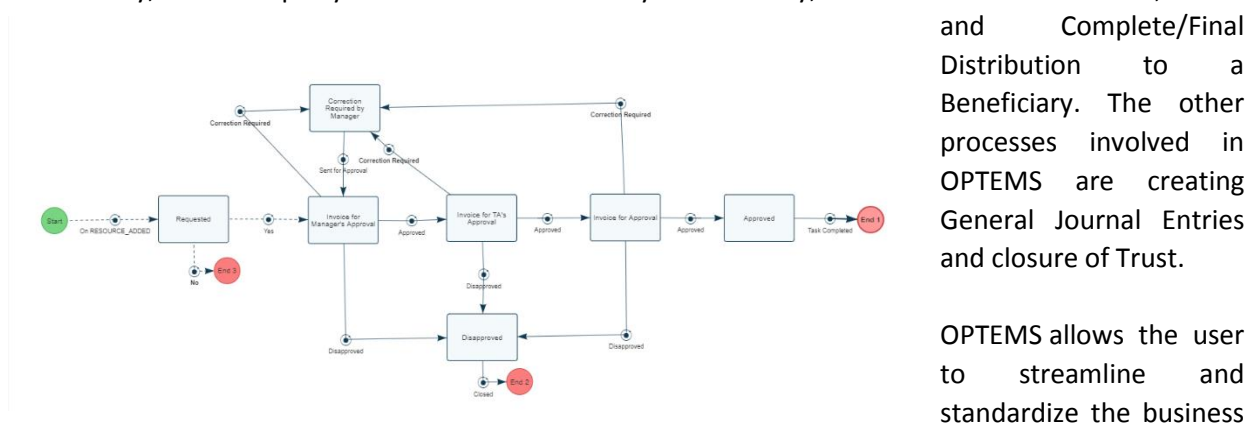 and Complete/Final
Distribution to a
Beneficiary. The other
processes involved in
OPTEMS are creating
General Journal Entries
and closure of Trust.
OPTEMS allows the user
to streamline and
standardize the business
Correction
Required by
Manager
Correction Required
Correction Required
Sent for Approval
Correction Required
Start
On RESOURCE_ADDED
Requested
Yes
Invoice for
Manager's Approval
Approved
Invoice for TA's
Approval
Approved
Invoice for Approval
Approved
Approved
Task Completed
End 1
No
End 3
Disapproved
Disapproved
Disapproved
Disapproved
Closed
End 2